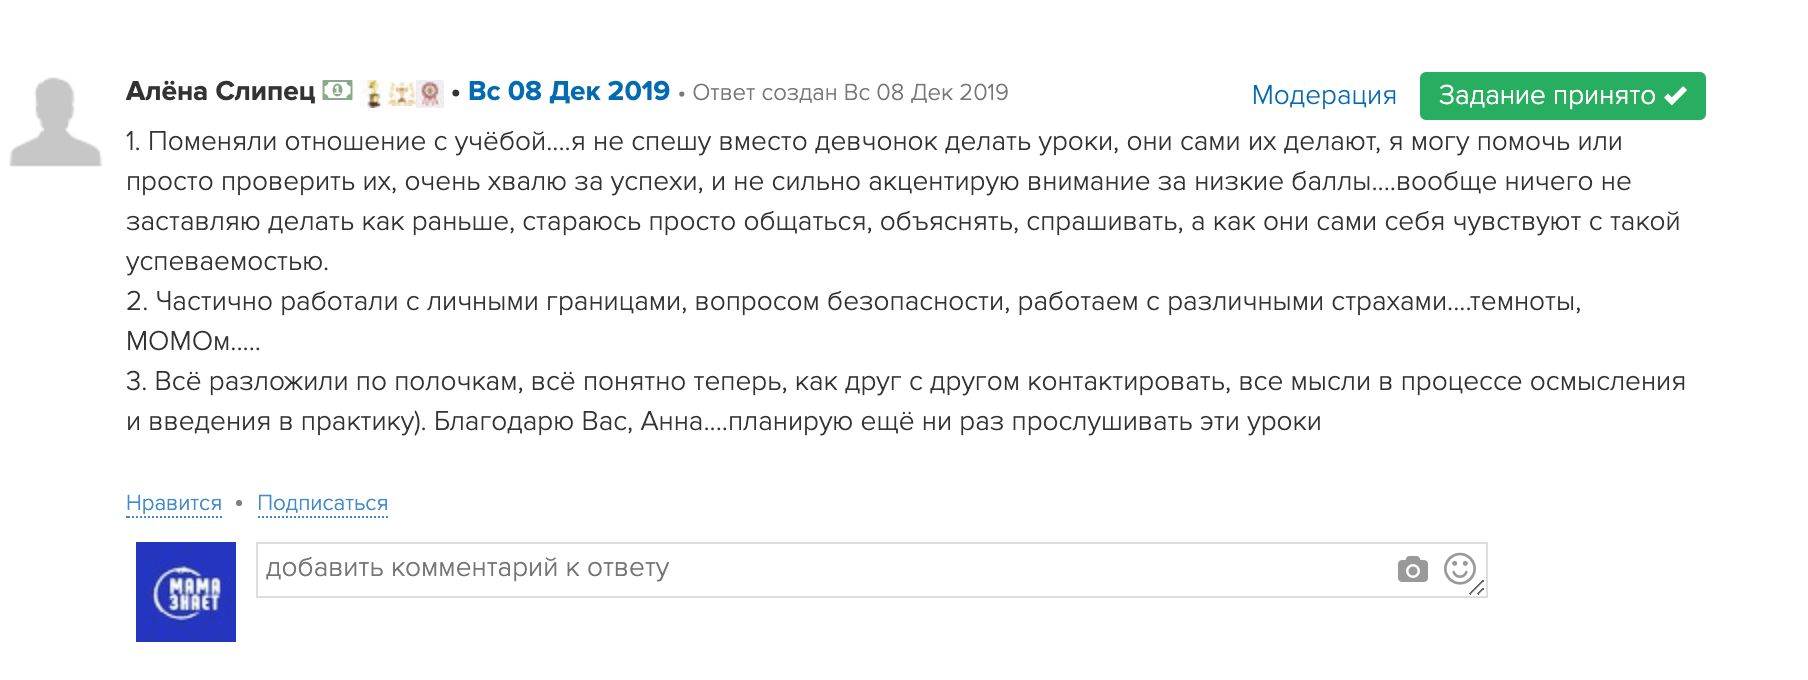 Алёна Слипец • Вс 08 Дек 2019 • Ответ создан Вс 08 Дек 2019
Модерация
Задание принято
1. Поменяли отношение с учёбой....я не спешу вместо девчонок делать уроки, они сами их делают, я могу помочь или
просто проверить их, очень хвалю за успехи, и не сильно акцентирую внимание за низкие баллы....вообще ничего не
заставляю делать как раньше, стараюсь просто общаться, объяснять, спрашивать, а как они сами себя чувствуют с такой
успеваемостью.
2. Частично работали с личными границами, вопросом безопасности, работаем с различными страхами....темноты,
МОМОм.....
3. Всё разложили по полочкам, всё понятно теперь, как друг с другом контактировать, все мысли в процессе осмысления
и введения в практику). Благодарю Вас, Анна....планирую ещё ни раз прослушивать эти уроки
Нравится • Подписаться
МАМА
ЗНАЕТ
добавить комментарий к ответу